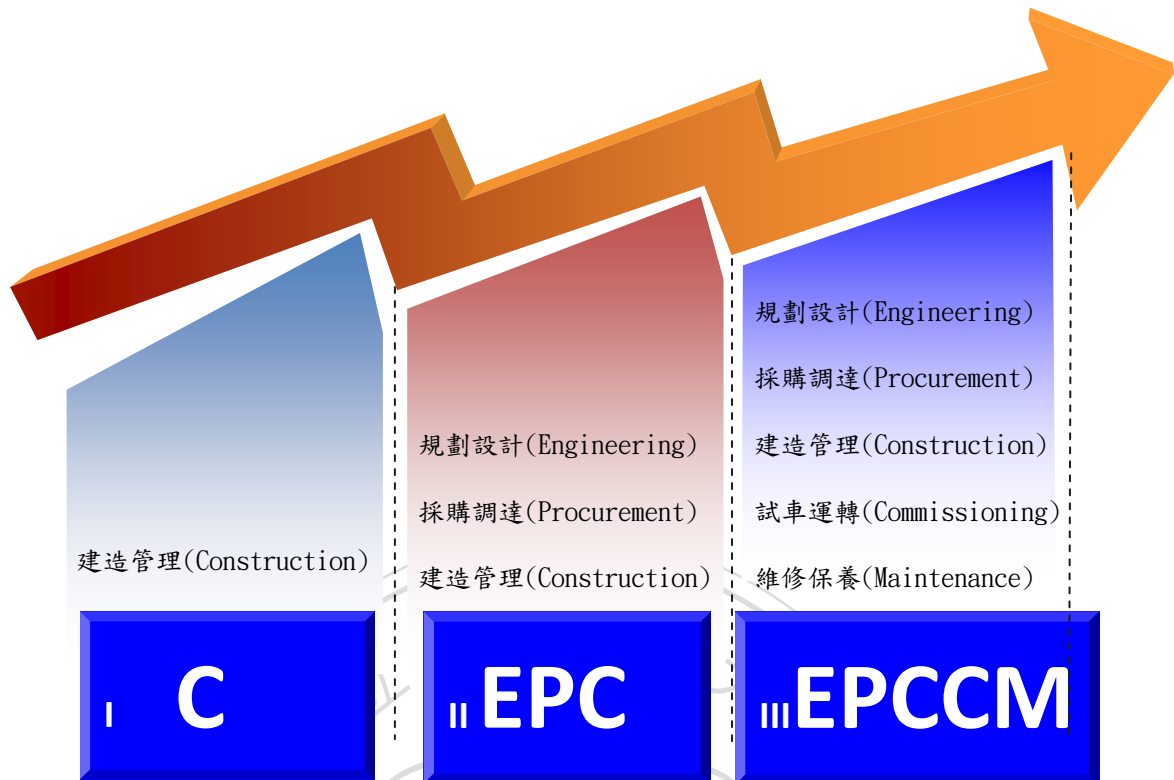 建造管理(Construction)
I C
規劃設計(Engineering)
採購調達(Procurement)
建造管理(Construction)
II EPC
規劃設計(Engineering)
採購調達(Procurement)
建造管理(Construction)
試車運轉(Commissioning)
維修保養(Maintenance)
III EPCCM